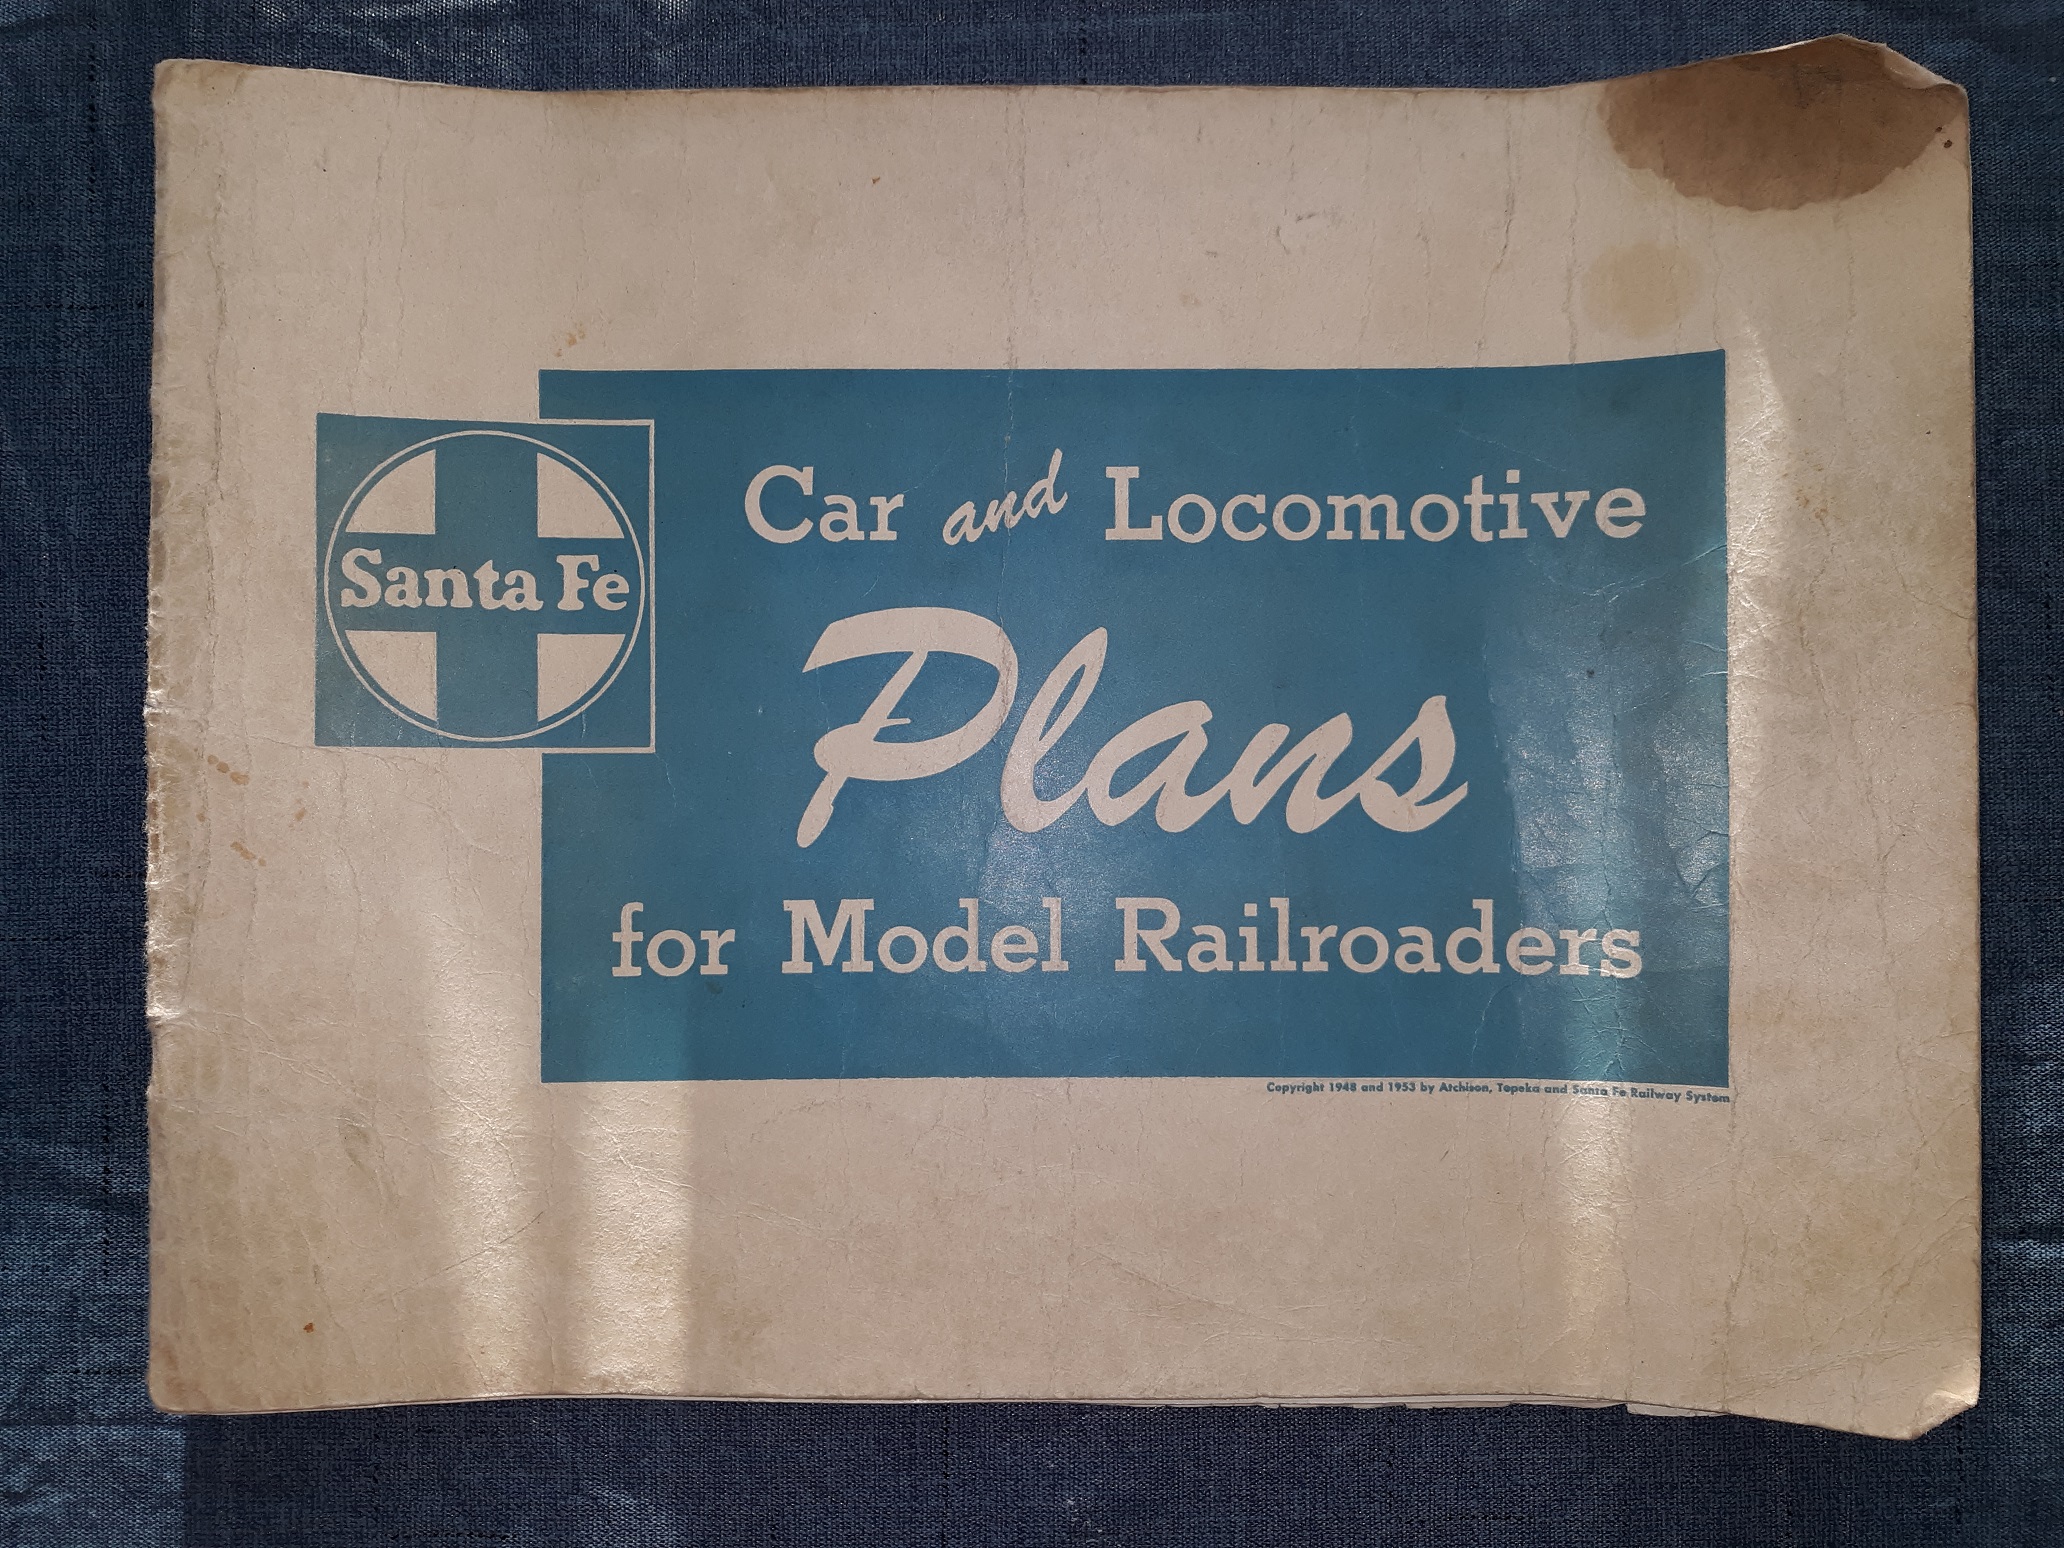 Santa Fe
Car and Locomotive
Plans
for Model Railroaders
Copyright 1948 and 1953 by Atchison, Topeka and Santa Fe Railway System